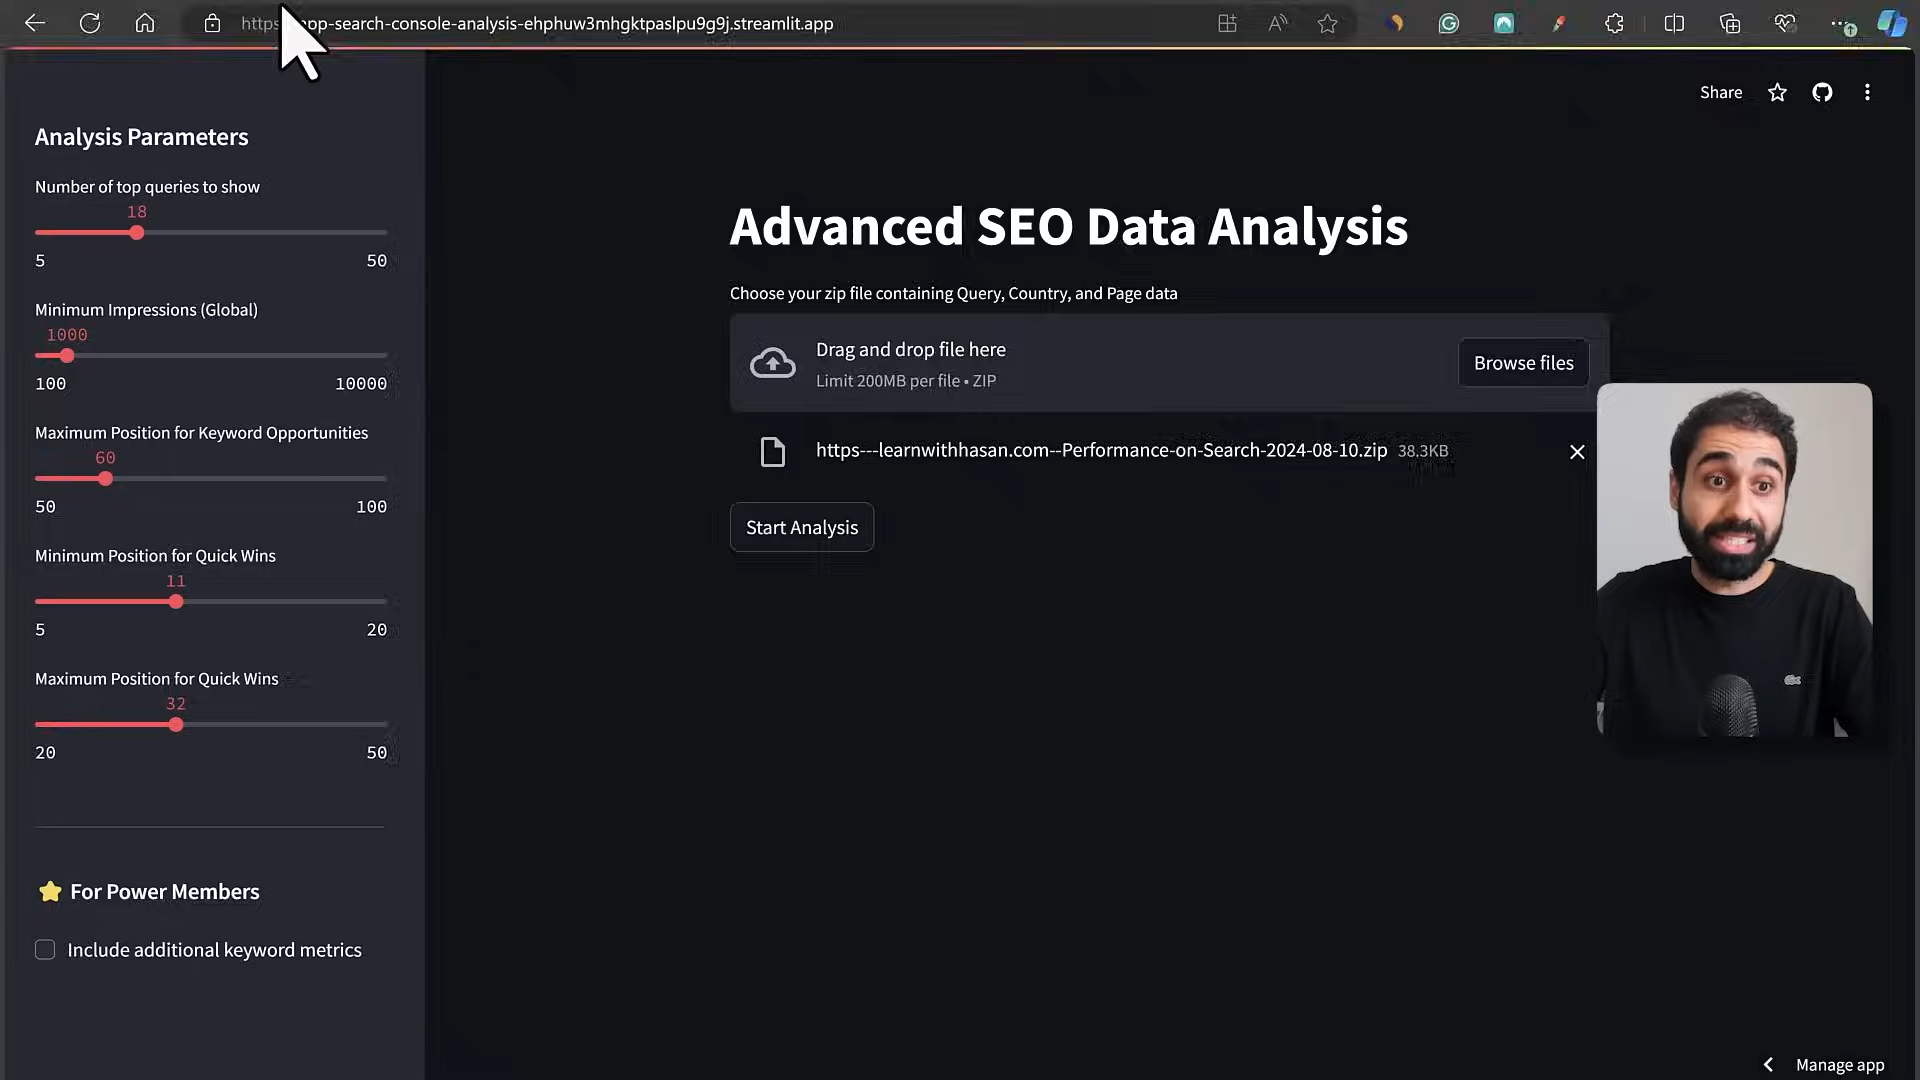 app-search-console-analysis-ehphuw3mhgktpaslpu9g9j.streamlit.app
Share
Analysis Parameters
Number of top queries to show
18
5 50
Minimum Impressions (Global)
1000
100 10000
Maximum Position for Keyword Opportunities
60
50 100
Minimum Position for Quick Wins
11
5 20
Maximum Position for Quick Wins
32
20 50
For Power Members
Include additional keyword metrics
Advanced SEO Data Analysis
Choose your zip file containing Query, Country, and Page data
Drag and drop file here
Limit 200MB per file • ZIP
Browse files
https---learnwithhasan.com--Performance-on-Search-2024-08-10.zip 38.3KB
Start Analysis
Manage app